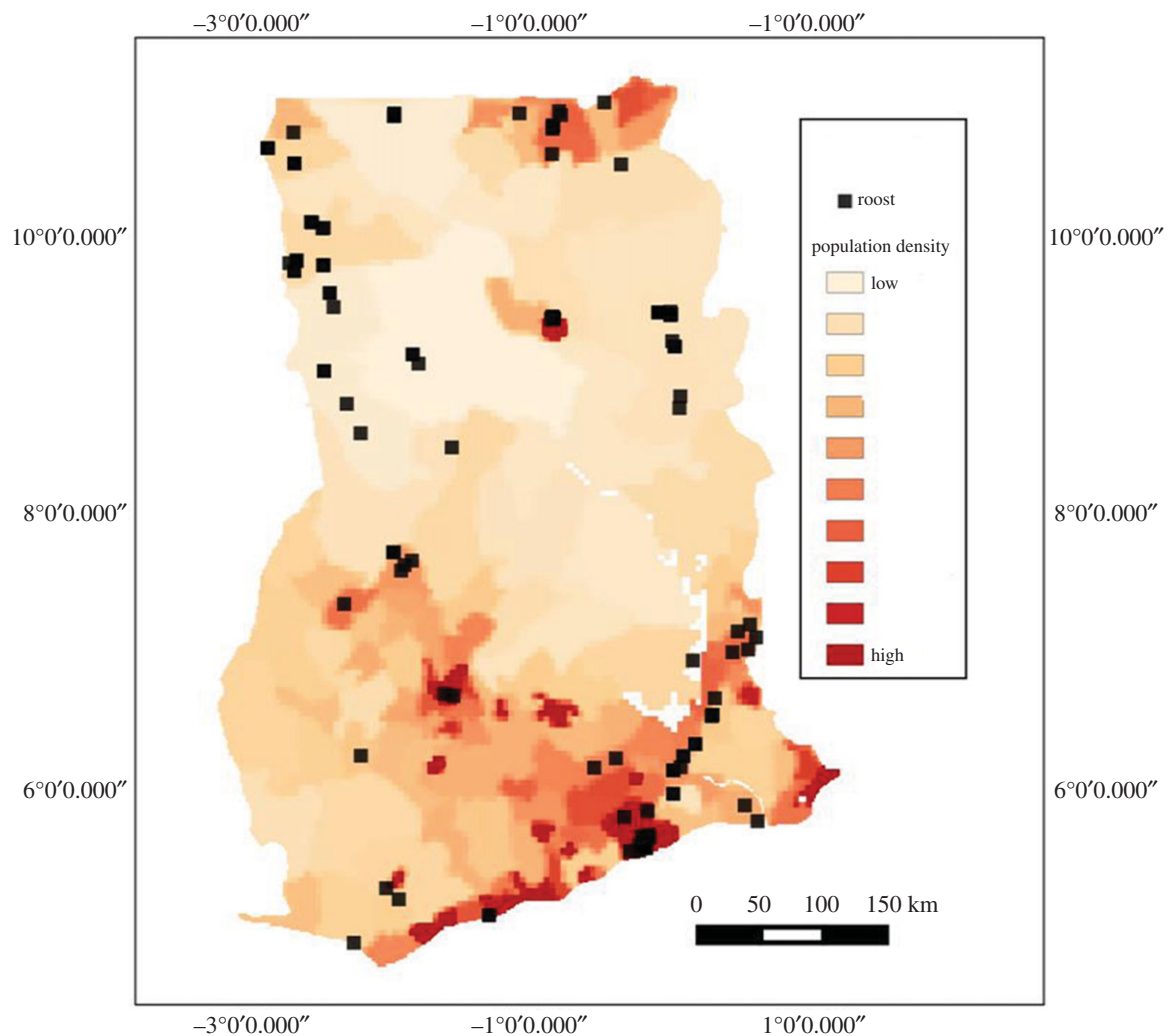 –3°0′0.000″ –1°0′0.000″ –1°0′0.000″
roost
10°0′0.000″ 10°0′0.000″
population density
low
8°0′0.000″ 8°0′0.000″
high
6°0′0.000″ 6°0′0.000″
0 50 100 150 km
–3°0′0.000″ –1°0′0.000″ 1°0′0.000″